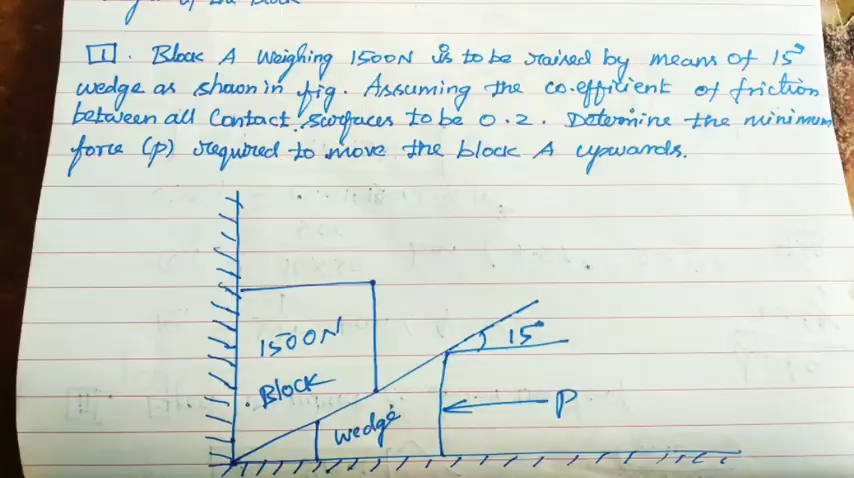 1. Block A weighing 1500N is to be raised by means of 15°
wedge as shown in fig. Assuming the co.efficient of friction
between all Contact surfaces to be 0.2. Determine the minimum
force (p) required to move the block A upwards.
1500N
BLOCK
wedge
15°
P